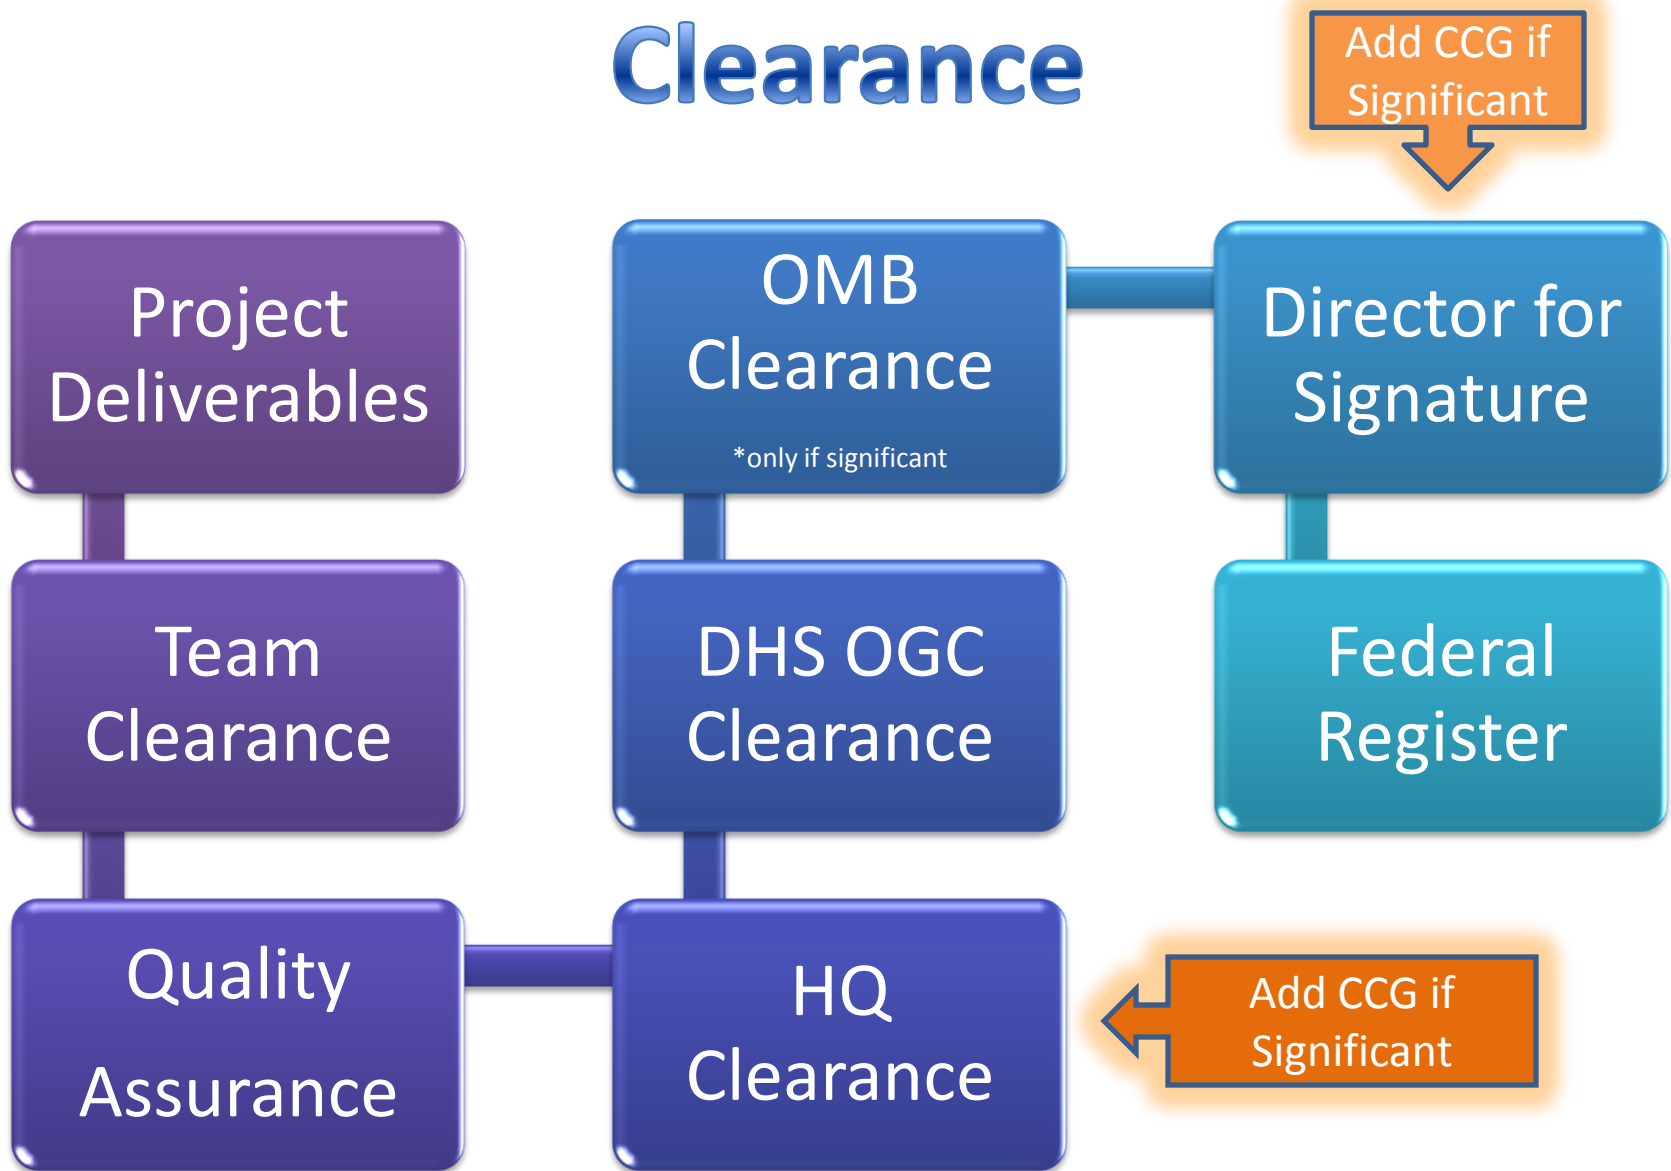 Clearance
Add CCG if
Significant
Project
Deliverables
Team
Clearance
Quality
Assurance
HQ
Clearance
Add CCG if
Significant
DHS OGC
Clearance
OMB
Clearance
*only if significant
Director for
Signature
Federal
Register